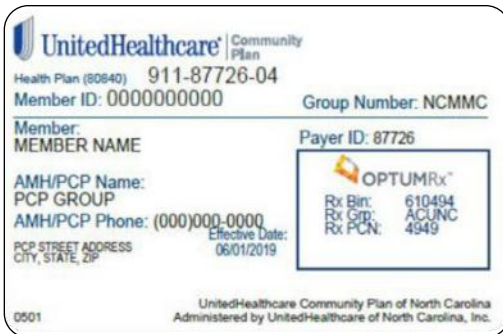 UnitedHealthcare Community Plan
Health Plan (80840) 911-87726-04
Member ID: 0000000000 Group Number: NCMMC
Member: Payer ID: 87726
MEMBER NAME
OPTUMRx™
AMH/PCP Name: Rx Bin: 610494
PCP GROUP Rx Grp: ACUNC
AMH/PCP Phone: (000)000-0000 Rx PCN: 4949
Effective Date:
PCP STREET ADDRESS 06/01/2019
CITY, STATE, ZIP
UnitedHealthcare Community Plan of North Carolina
0501 Administered by UnitedHealthcare of North Carolina, Inc.